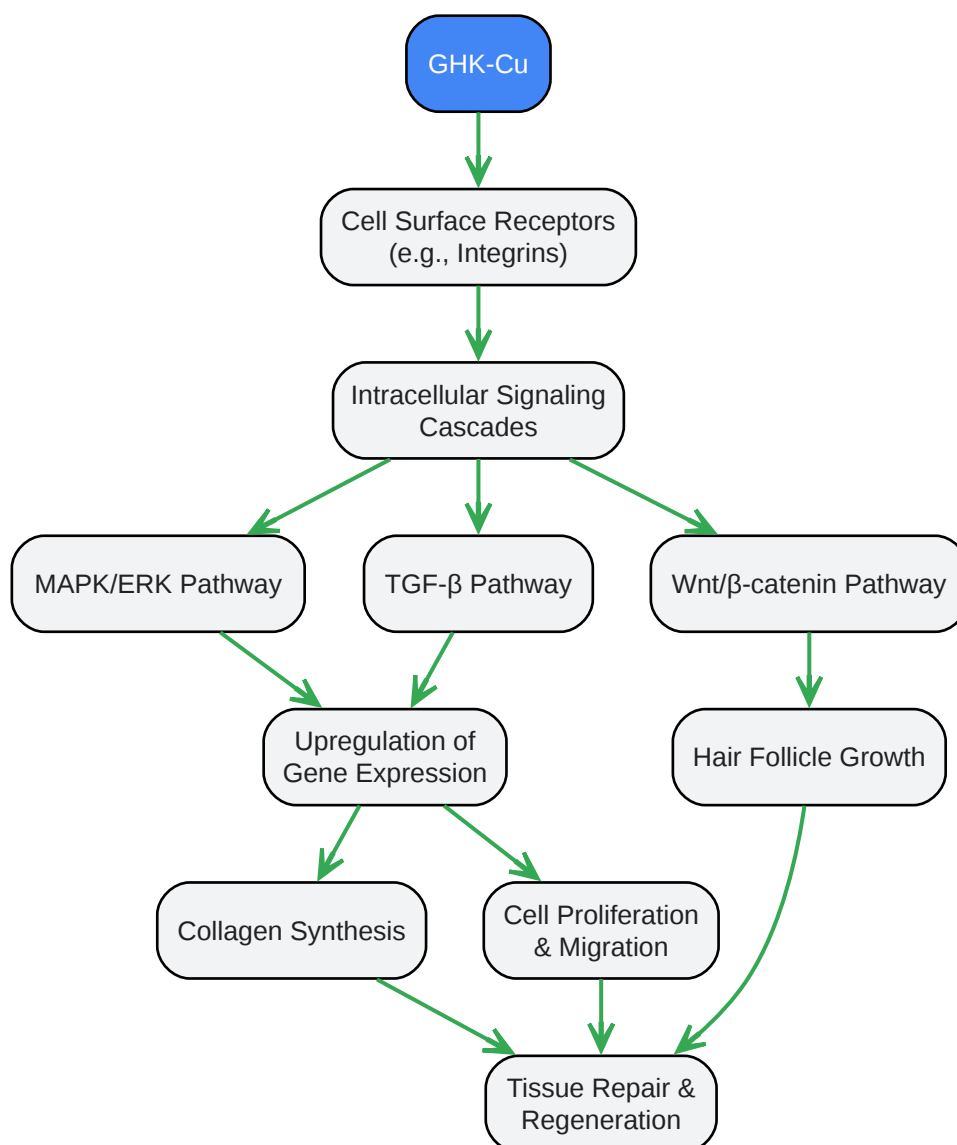 GHK-Cu
Cell Surface Receptors
(e.g., Integrins)
Intracellular Signaling
Cascades
MAPK/ERK Pathway
TGF-β Pathway
Wnt/β-catenin Pathway
Upregulation of
Gene Expression
Hair Follicle Growth
Collagen Synthesis
Cell Proliferation
& Migration
Tissue Repair &
Regeneration